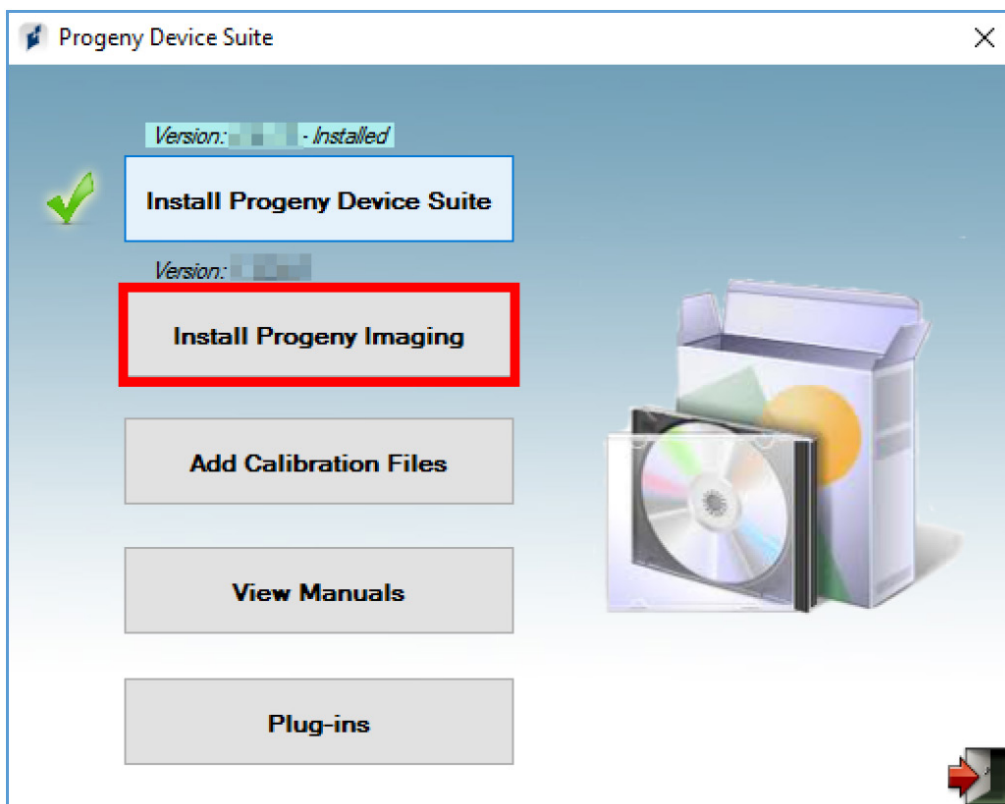 Progeny Device Suite
Version: - Installed
Install Progeny Device Suite
Version:
Install Progeny Imaging
Add Calibration Files
View Manuals
Plug-ins